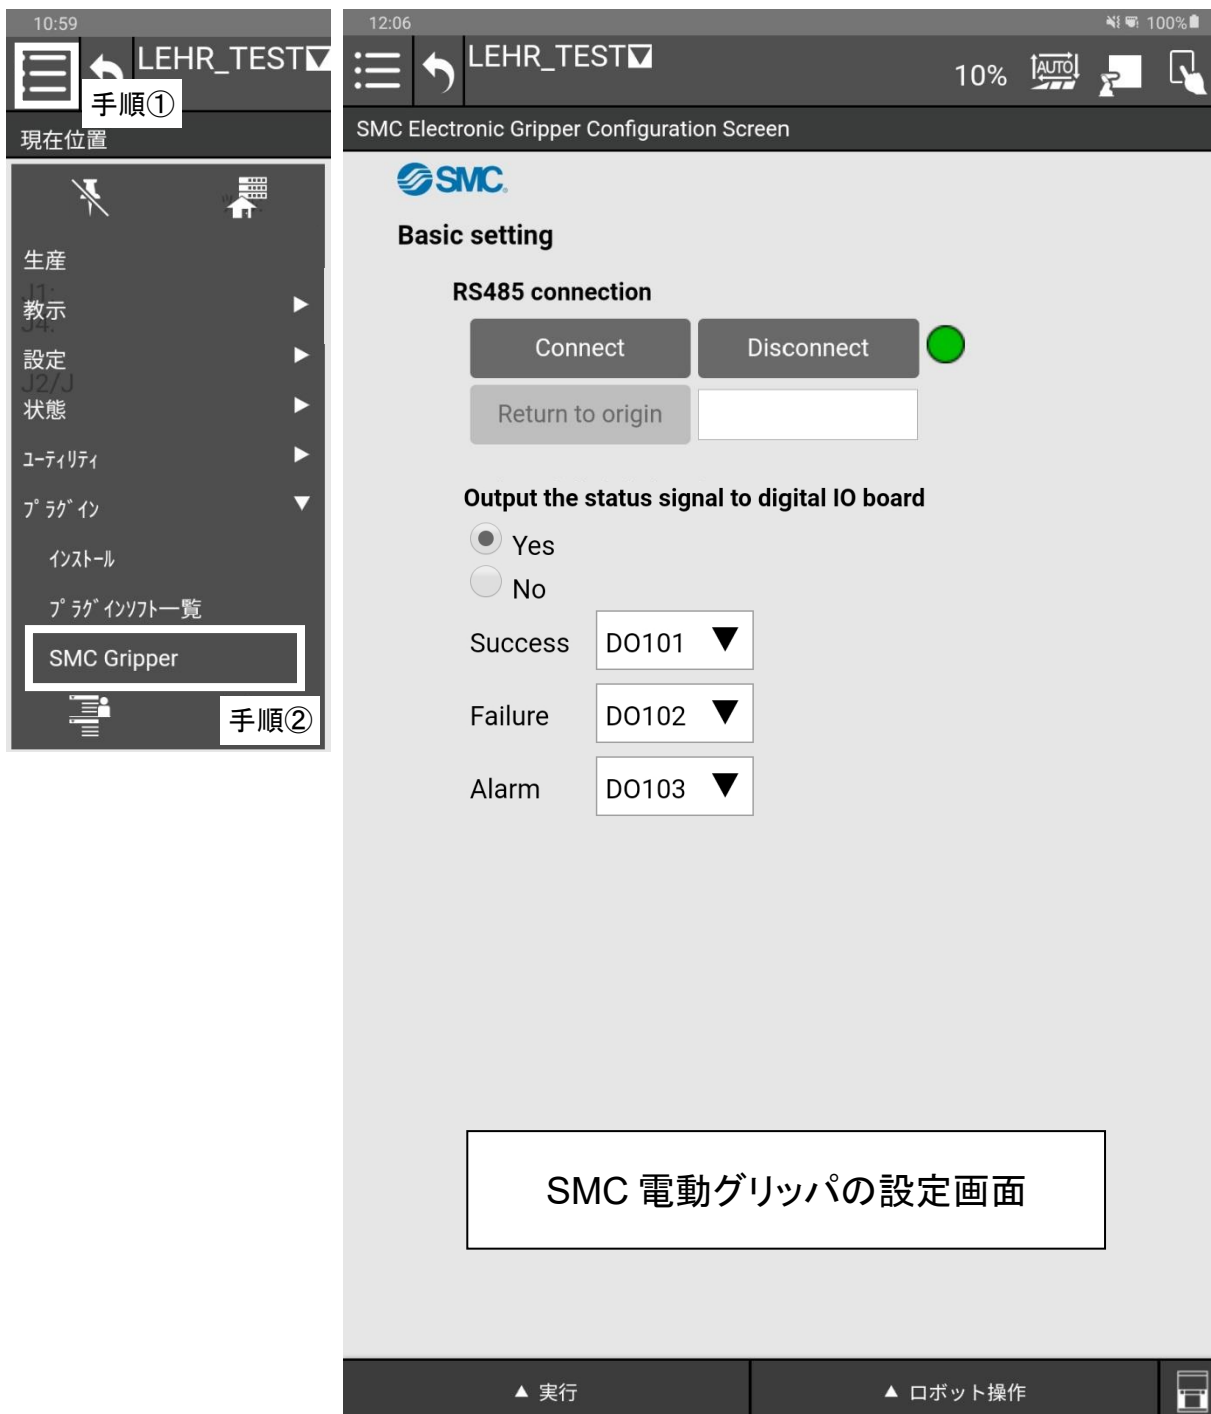 10:59
LEHR_TEST
手順①
現在位置
生産
J1:
教示
J4:
設定
J2/J
状態
ﾕｰﾃｨﾘﾃｨ
ﾌﾟﾗｸﾞｲﾝ
ｲﾝｽﾄｰﾙ
ﾌﾟﾗｸﾞｲﾝｿﾌﾄ一覧
SMC Gripper
手順②
12:06
100%
LEHR_TEST
10%
AUTO
SMC Electronic Gripper Configuration Screen
SMC
Basic setting
RS485 connection
Connect
Disconnect
Return to origin
Output the status signal to digital IO board
Yes
No
Success DO101 ▼
Failure DO102 ▼
Alarm DO103 ▼
SMC 電動グリッパの設定画面
▲ 実行
▲ ロボット操作